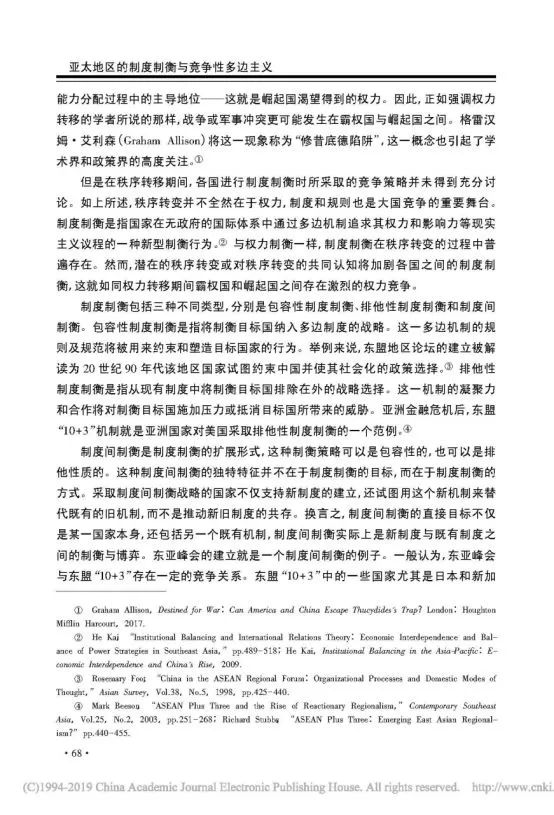 亚太地区的制度制衡与竞争性多边主义
能力分配过程中的主导地位——这就是崛起国渴望得到的权力。因此,正如强调权力
转移的学者所说的那样,战争或军事冲突更可能发生在霸权国与崛起国之间。格雷汉
姆·艾利森(Graham Allison)将这一现象称为“修昔底德陷阱”,这一概念也引起了学
术界和政策界的高度关注。①
但是在秩序转移期间,各国进行制度制衡时所采取的竞争策略并未得到充分讨
论。如上所述,秩序转变并不全然在于权力,制度和规则也是大国竞争的重要舞台。
制度制衡是指国家在无政府的国际体系中通过多边机制追求其权力和影响力等现实
主义议程的一种新型制衡行为。② 与权力制衡一样,制度制衡在秩序转变的过程中普
遍存在。然而,潜在的秩序转变或对秩序转变的共同认知将加剧各国之间的制度制
衡,这就如同权力转移期间霸权国和崛起国之间存在激烈的权力竞争。
制度制衡包括三种不同类型,分别是包容性制度制衡、排他性制度制衡和制度间
制衡。包容性制度制衡是指将制衡目标国纳入多边制度的战略。这一多边机制的规
则及规范将被用来约束和塑造目标国家的行为。举例来说,东盟地区论坛的建立被解
读为 20 世纪 90 年代该地区国家试图约束中国并使其社会化的政策选择。③ 排他性
制度制衡是指从现有制度中将制衡目标国排除在外的战略选择。这一机制的凝聚力
和合作将对制衡目标国施加压力或抵消目标国所带来的威胁。亚洲金融危机后,东盟
“10+3”机制就是亚洲国家对美国采取排他性制度制衡的一个范例。④
制度间制衡是制度制衡的扩展形式,这种制衡策略可以是包容性的,也可以是排
他性质的。这种制度间制衡的独特特征并不在于制度制衡的目标,而在于制度制衡的
方式。采取制度间制衡战略的国家不仅支持新制度的建立,还试图用这个新机制来替
代既有的旧机制,而不是推动新旧制度的共存。换言之,制度间制衡的直接目标不仅
是某一国家本身,还包括另一个既有机制,制度间制衡实际上是新制度与既有制度之
间的制衡与博弈。东亚峰会的建立就是一个制度间制衡的例子。一般认为,东亚峰会
与东盟“10+3”存在一定的竞争关系。东盟“10+3”中的一些国家尤其是日本和新加
① Graham Allison, Destined for War: Can America and China Escape Thucydides's Trap? London: Houghton
Mifflin Harcourt, 2017.
② He Kai, “Institutional Balancing and International Relations Theory: Economic Interdependence and Bal-
ance of Power Strategies in Southeast Asia,” pp.489-518; He Kai, Institutional Balancing in the Asia-Pacific: E-
conomic Interdependence and China's Rise, 2009.
③ Rosemary Foo, “China in the ASEAN Regional Forum: Organizational Processes and Domestic Modes of
Thought,” Asian Survey, Vol.38, No.5, 1998, pp.425-440.
④ Mark Beeson, “ASEAN Plus Three and the Rise of Reactionary Regionalism,” Contemporary Southeast
Asia, Vol.25, No.2, 2003, pp.251-268; Richard Stubbs, “ASEAN Plus Three: Emerging East Asian Regional-
ism?” pp.440-455.
·68·
(C)1994-2019 China Academic Journal Electronic Publishing House. All rights reserved. http://www.cnki.